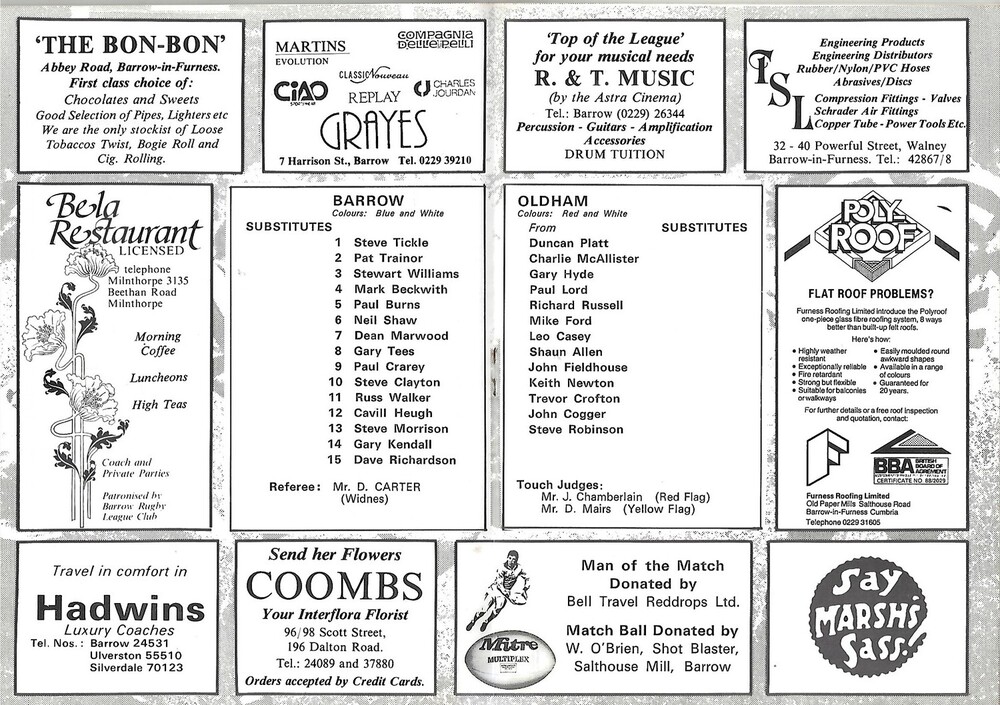 'THE BON-BON'
Abbey Road, Barrow-in-Furness.
First class choice of:
Chocolates and Sweets
Good Selection of Pipes, Lighters etc
We are the only stockist of Loose
Tobaccos Twist, Bogie Roll and
Cig. Rolling.
MARTINS
EVOLUTION
COMPAGNIA
DELLE PELLI
CLASSIC Nouveau
CIAO
SPORTSWEAR
REPLAY
CHARLES
JOURDAN
GRAYES
7 Harrison St., Barrow Tel. 0229 39210
'Top of the League'
for your musical needs
R. & T. MUSIC
(by the Astra Cinema)
Tel.: Barrow (0229) 26344
Percussion - Guitars - Amplification
Accessories
DRUM TUITION
TSL
Engineering Products
Engineering Distributors
Rubber/Nylon/PVC Hoses
Abrasives/Discs
Compression Fittings - Valves
Schrader Air Fittings
Copper Tube - Power Tools Etc.
32 - 40 Powerful Street, Walney
Barrow-in-Furness. Tel.: 42867/8
Bela
Restaurant
LICENSED
telephone
Milnthorpe 3135
Beethan Road
Milnthorpe
Morning
Coffee
Luncheons
High Teas
Coach and
Private Parties
Patronised by
Barrow Rugby
League Club
BARROW
Colours: Blue and White
SUBSTITUTES
1 Steve Tickle
2 Pat Trainor
3 Stewart Williams
4 Mark Beckwith
5 Paul Burns
6 Neil Shaw
7 Dean Marwood
8 Gary Tees
9 Paul Crarey
10 Steve Clayton
11 Russ Walker
12 Cavill Heugh
13 Steve Morrison
14 Gary Kendall
15 Dave Richardson
Referee: Mr. D. CARTER
(Widnes)
OLDHAM
Colours: Red and White
From SUBSTITUTES
Duncan Platt
Charlie McAllister
Gary Hyde
Paul Lord
Richard Russell
Mike Ford
Leo Casey
Shaun Allen
John Fieldhouse
Keith Newton
Trevor Crofton
John Cogger
Steve Robinson
Touch Judges:
Mr. J. Chamberlain (Red Flag)
Mr. D. Mairs (Yellow Flag)
POLY-
ROOF
FLAT ROOF PROBLEMS?
Furness Roofing Limited introduce the Polyroof
one-piece glass fibre roofing system, 8 ways
better than built-up felt roofs.
Here's how:
• Highly weather
resistant
• Exceptionally reliable
• Fire retardant
• Strong but flexible
• Suitable for balconies
or walkways
• Easily moulded round
awkward shapes
• Available in a range
of colours
• Guaranteed for
20 years.
For further details or a free roof inspection
and quotation, contact:
BBA BRITISH
BOARD OF
AGREMENT
CERTIFICATE NO 88/2029
Furness Roofing Limited
Old Paper Mills Salthouse Road
Barrow-in-Furness Cumbria
Telephone 0229 31605
Travel in comfort in
Hadwins
Luxury Coaches
Tel. Nos.: Barrow 24531
Ulverston 55510
Silverdale 70123
Send her Flowers
COOMBS
Your Interflora Florist
96/98 Scott Street,
196 Dalton Road.
Tel.: 24089 and 37880
Orders accepted by Credit Cards.
Mitre
MULTIPLEX
Man of the Match
Donated by
Bell Travel Reddrops Ltd.
Match Ball Donated by
W. O'Brien, Shot Blaster,
Salthouse Mill, Barrow
Say
MARSHS'
Sass!